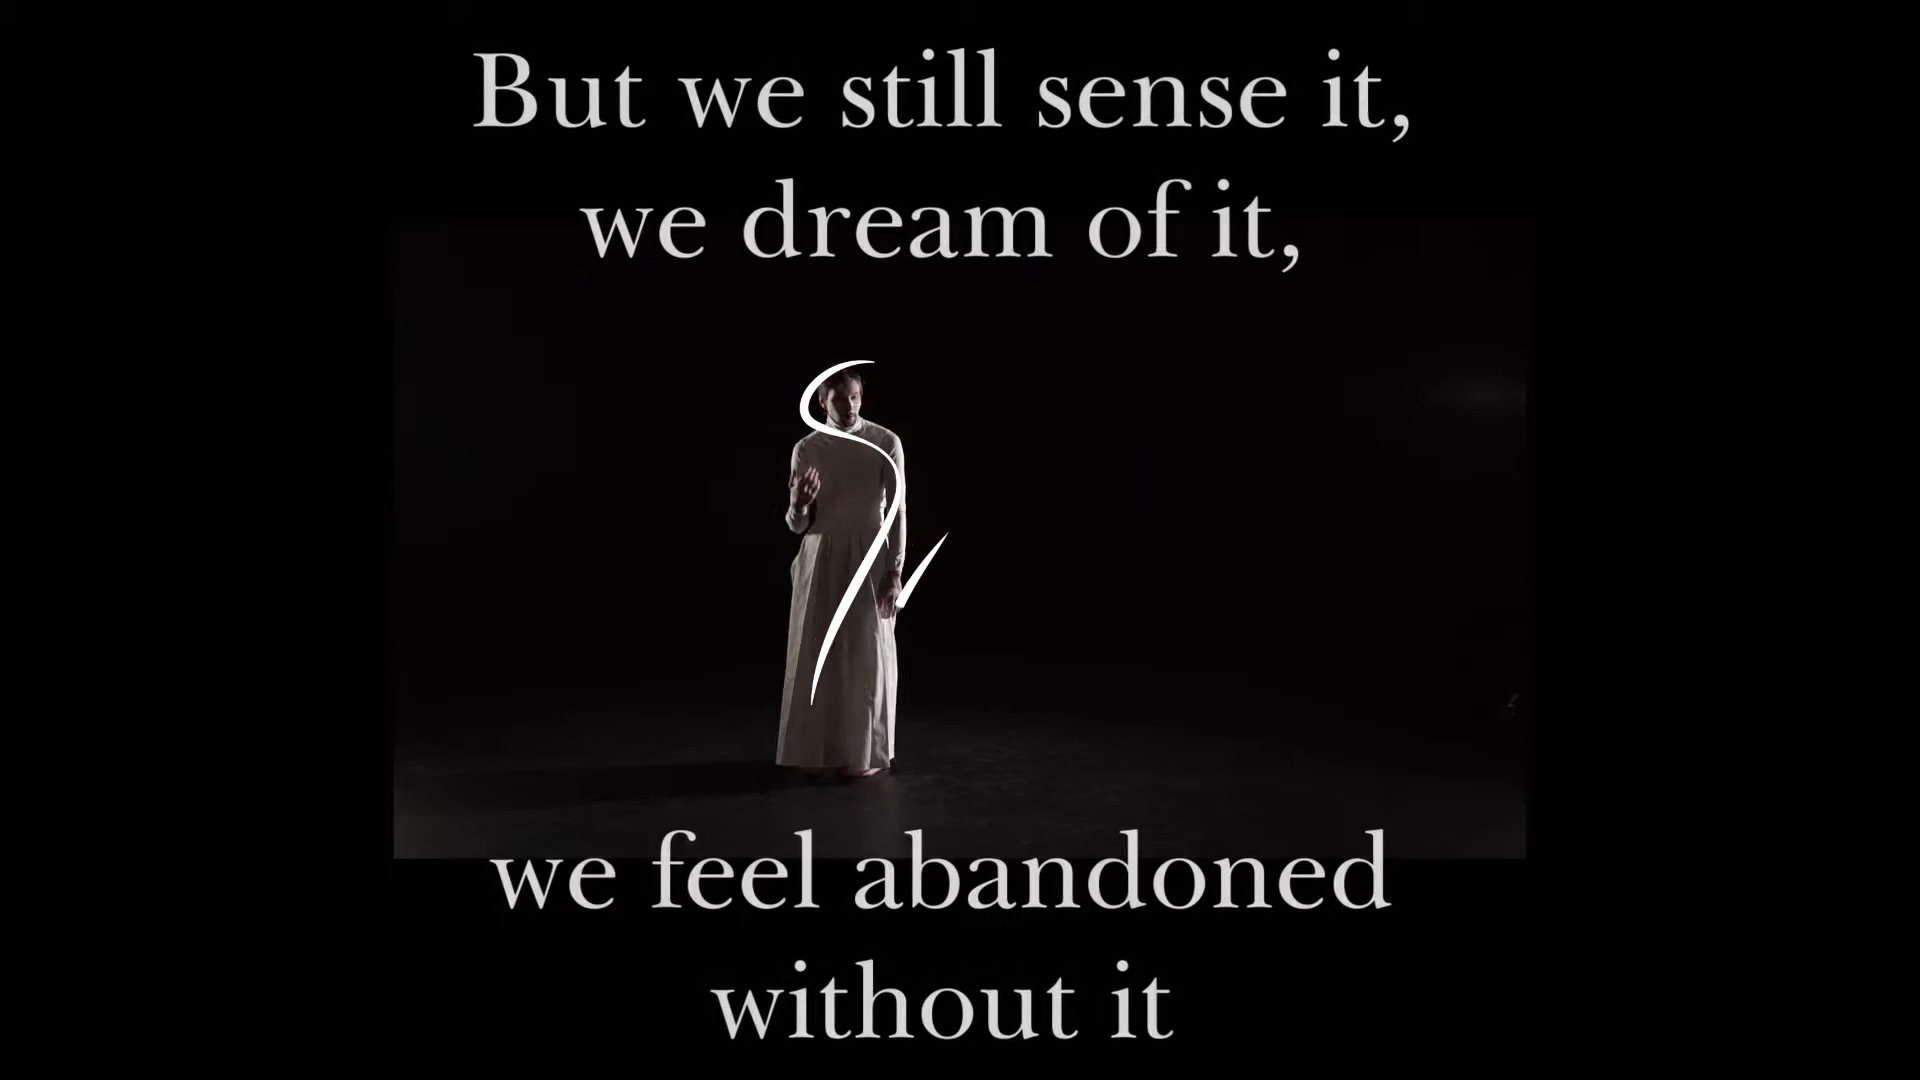 But we still sense it,
we dream of it,
we feel abandoned
without it